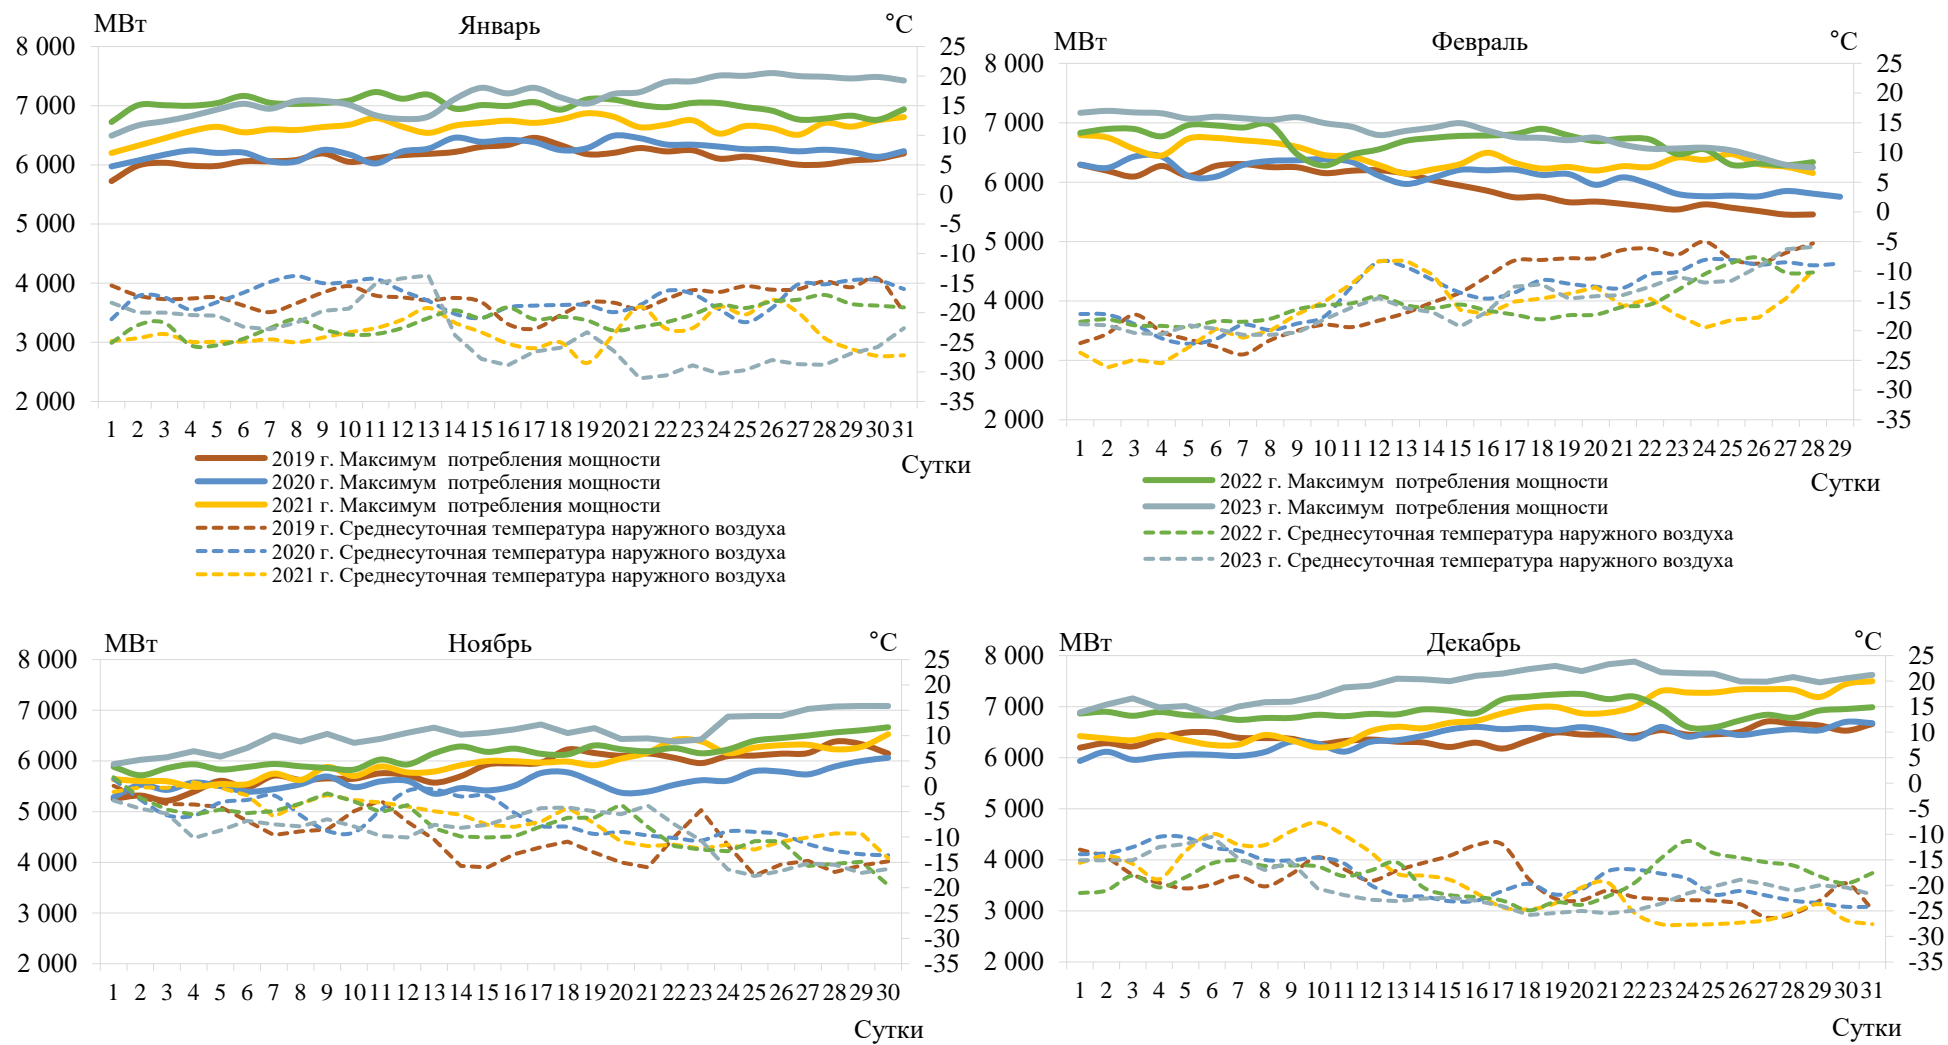 МВт Январь °С
8 000 25
20
7 000 15
10
6 000 5
0
5 000 -5
-10
4 000 -15
-20
3 000 -25
-30
2 000 -35
1 2 3 4 5 6 7 8 9 10 11 12 13 14 15 16 17 18 19 20 21 22 23 24 25 26 27 28 29 30 31
Сутки
2019 г. Максимум потребления мощности
2020 г. Максимум потребления мощности
2021 г. Максимум потребления мощности
2019 г. Среднесуточная температура наружного воздуха
2020 г. Среднесуточная температура наружного воздуха
2021 г. Среднесуточная температура наружного воздуха
МВт Февраль °С
8 000 25
20
7 000 15
10
6 000 5
0
5 000 -5
-10
4 000 -15
-20
3 000 -25
-30
2 000 -35
1 2 3 4 5 6 7 8 9 10 11 12 13 14 15 16 17 18 19 20 21 22 23 24 25 26 27 28 29
Сутки
2022 г. Максимум потребления мощности
2023 г. Максимум потребления мощности
2022 г. Среднесуточная температура наружного воздуха
2023 г. Среднесуточная температура наружного воздуха
МВт Ноябрь °С
8 000 25
20
7 000 15
10
6 000 5
0
5 000 -5
-10
4 000 -15
-20
3 000 -25
-30
2 000 -35
1 2 3 4 5 6 7 8 9 10 11 12 13 14 15 16 17 18 19 20 21 22 23 24 25 26 27 28 29 30
Сутки
МВт Декабрь °С
8 000 25
20
7 000 15
10
6 000 5
0
5 000 -5
-10
4 000 -15
-20
3 000 -25
-30
2 000 -35
1 2 3 4 5 6 7 8 9 10 11 12 13 14 15 16 17 18 19 20 21 22 23 24 25 26 27 28 29 30 31
Сутки